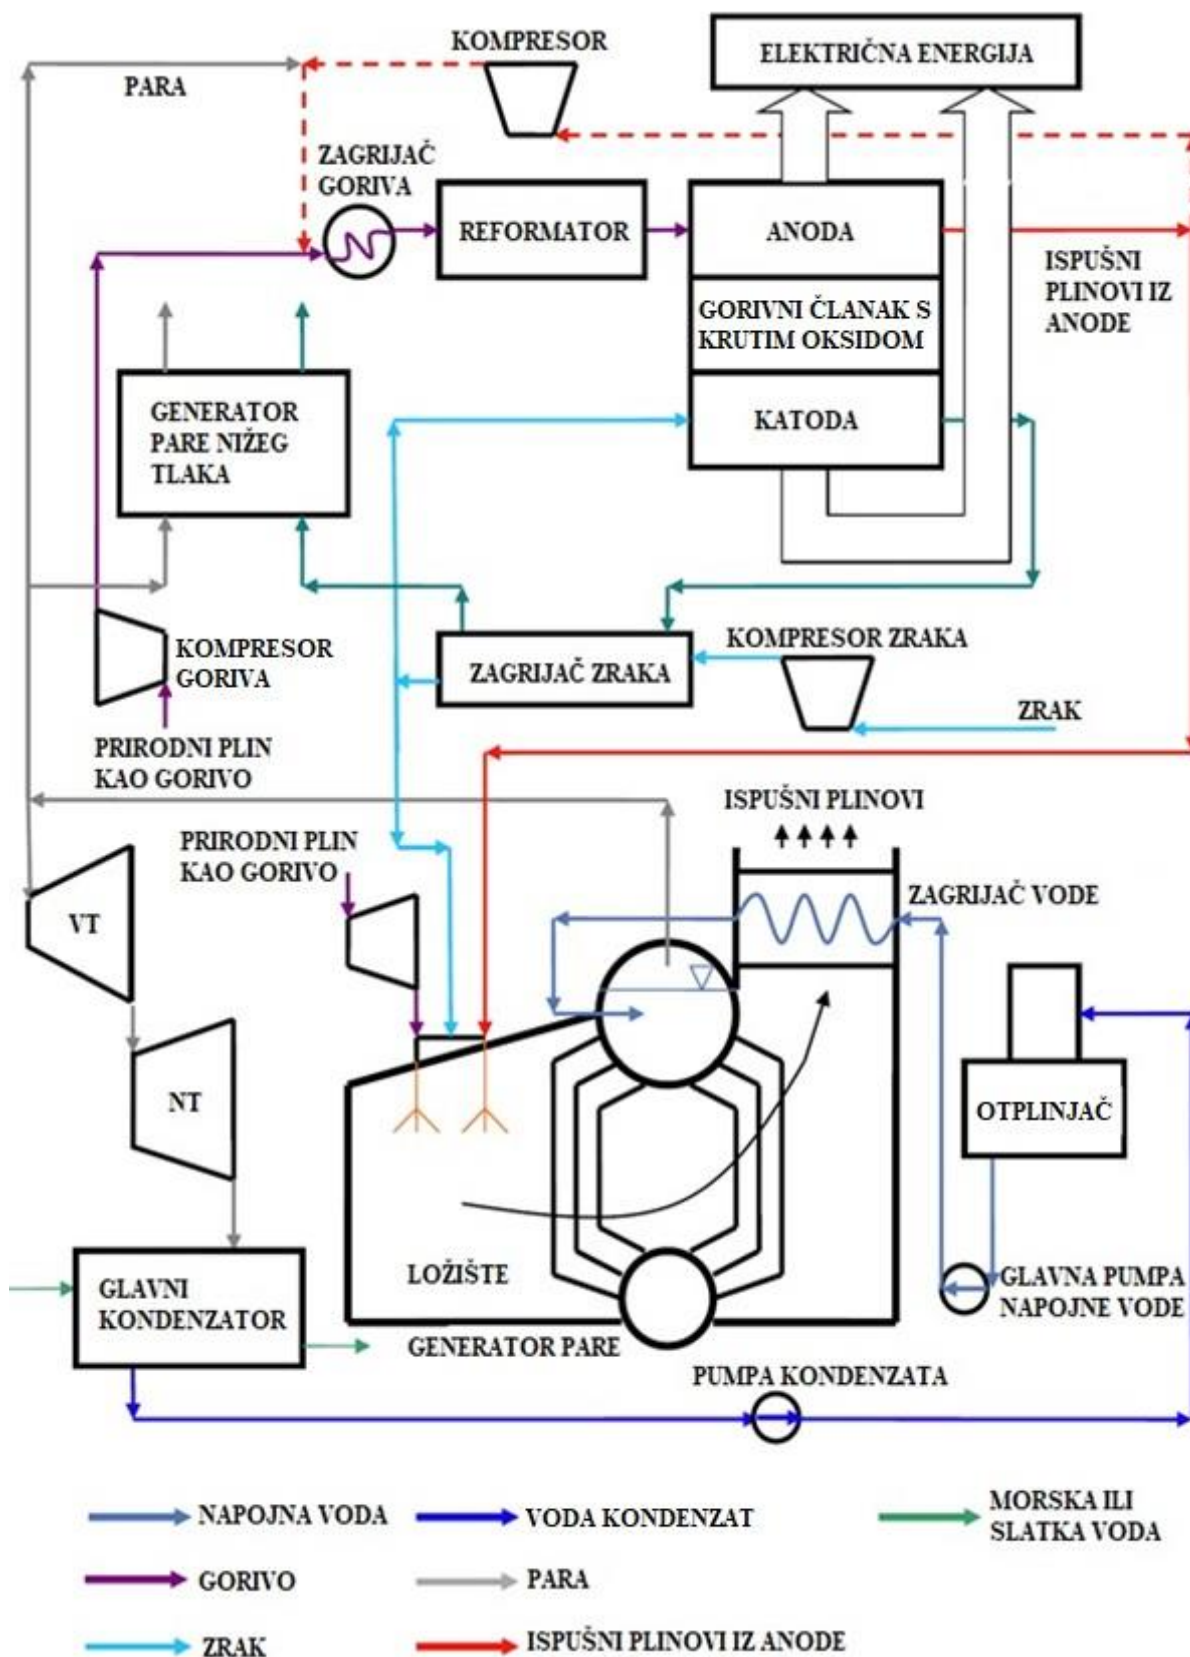 KOMPRESOR
ELEKTRIČNA ENERGIJA
PARA
ZAGRIJAČ
GORIVA
REFORMATOR
ANODA
ISPUŠNI
PLINOVI IZ
ANODE
GORIVNI ČLANAK S
KRUTIM OKSIDOM
GENERATOR
PARE NIŽEG
TLAKA
KATODA
KOMPRESOR
GORIVA
ZAGRIJAČ ZRAKA
KOMPRESOR ZRAKA
ZRAK
PRIRODNI PLIN
KAO GORIVO
ISPUŠNI PLINOVI
PRIRODNI PLIN
KAO GORIVO
ZAGRIJAČ VODE
VT
NT
OTPLINJAČ
GLAVNI
KONDENZATOR
LOŽIŠTE
GLAVNA PUMPA
NAPOJNE VODE
GENERATOR PARE
PUMPA KONDENZATA
NAPOJNA VODA
VODA KONDENZAT
MORSKA ILI
SLATKA VODA
GORIVO
PARA
ZRAK
ISPUŠNI PLINOVI IZ ANODE